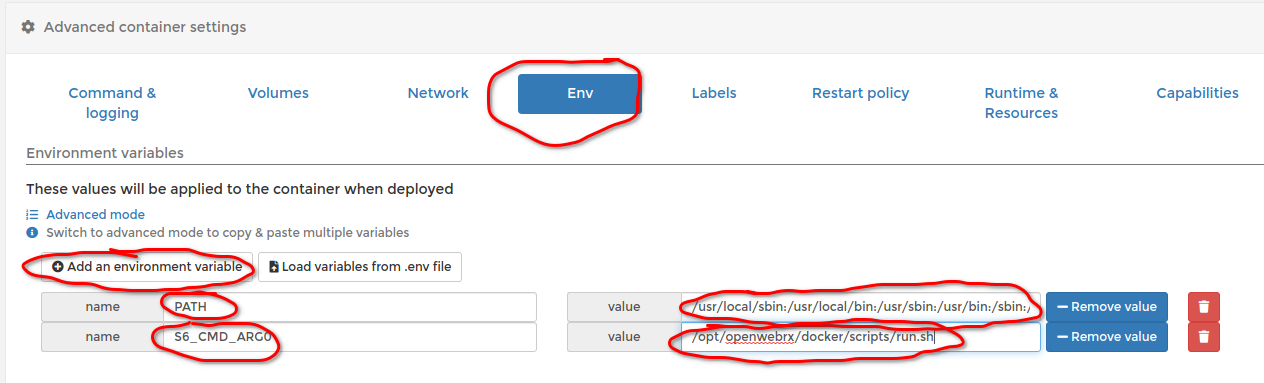 Advanced container settings
Command & logging
Volumes
Network
Env
Labels
Restart policy
Runtime & Resources
Capabilities
Environment variables
These values will be applied to the container when deployed
Advanced mode
Switch to advanced mode to copy & paste multiple variables
Add an environment variable
Load variables from .env file
name PATH value /usr/local/sbin:/usr/local/bin:/usr/sbin:/usr/bin:/sbin:/ Remove value
name S6_CMD_ARG0 value /opt/openwebrx/docker/scripts/run.sh Remove value